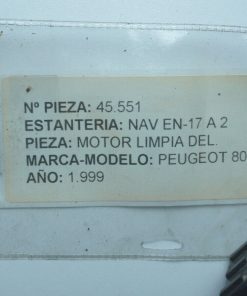 Nº PIEZA: 45.551
ESTANTERIA: NAV EN-17 A 2
PIEZA: MOTOR LIMPIA DEL.
MARCA-MODELO: PEUGEOT 80
AÑO: 1.999